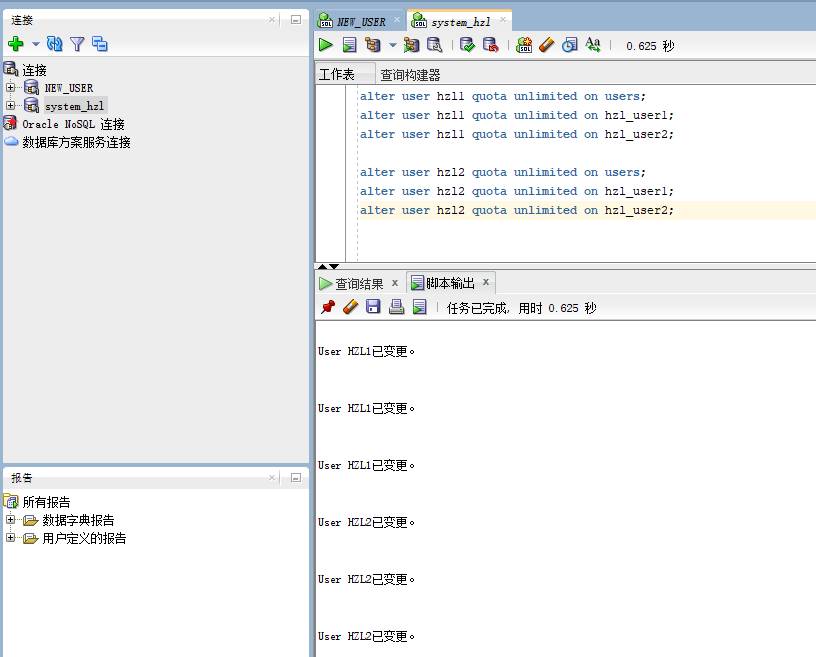 连接
连接
NEW_USER
system_hzl
Oracle NoSQL 连接
数据库方案服务连接
报告
所有报告
数据字典报告
用户定义的报告
NEW_USER
system_hzl
0.625 秒
工作表
查询构建器
alter user hzl1 quota unlimited on users;
alter user hzl1 quota unlimited on hzl_user1;
alter user hzl1 quota unlimited on hzl_user2;
alter user hzl2 quota unlimited on users;
alter user hzl2 quota unlimited on hzl_user1;
alter user hzl2 quota unlimited on hzl_user2;
查询结果 x
脚本输出 x
任务已完成, 用时 0.625 秒
User HZL1已变更。
User HZL1已变更。
User HZL1已变更。
User HZL2已变更。
User HZL2已变更。
User HZL2已变更。